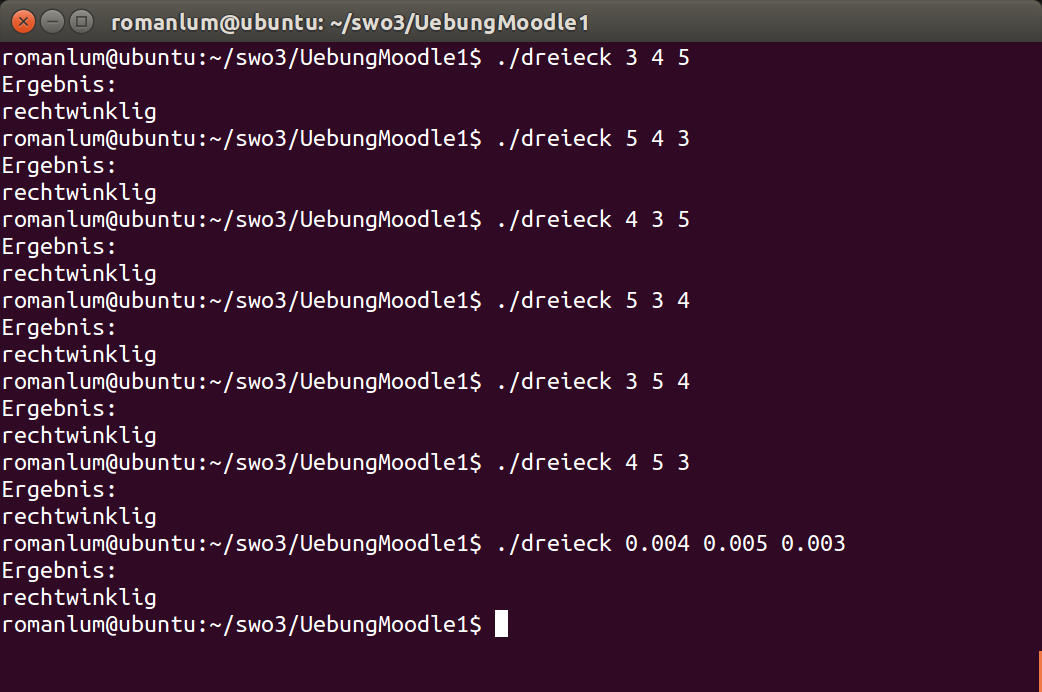 romanlum@ubuntu: ~/swo3/UebungMoodle1
romanlum@ubuntu:~/swo3/UebungMoodle1$ ./dreieck 3 4 5
Ergebnis:
rechtwinklig
romanlum@ubuntu:~/swo3/UebungMoodle1$ ./dreieck 5 4 3
Ergebnis:
rechtwinklig
romanlum@ubuntu:~/swo3/UebungMoodle1$ ./dreieck 4 3 5
Ergebnis:
rechtwinklig
romanlum@ubuntu:~/swo3/UebungMoodle1$ ./dreieck 5 3 4
Ergebnis:
rechtwinklig
romanlum@ubuntu:~/swo3/UebungMoodle1$ ./dreieck 3 5 4
Ergebnis:
rechtwinklig
romanlum@ubuntu:~/swo3/UebungMoodle1$ ./dreieck 4 5 3
Ergebnis:
rechtwinklig
romanlum@ubuntu:~/swo3/UebungMoodle1$ ./dreieck 0.004 0.005 0.003
Ergebnis:
rechtwinklig
romanlum@ubuntu:~/swo3/UebungMoodle1$